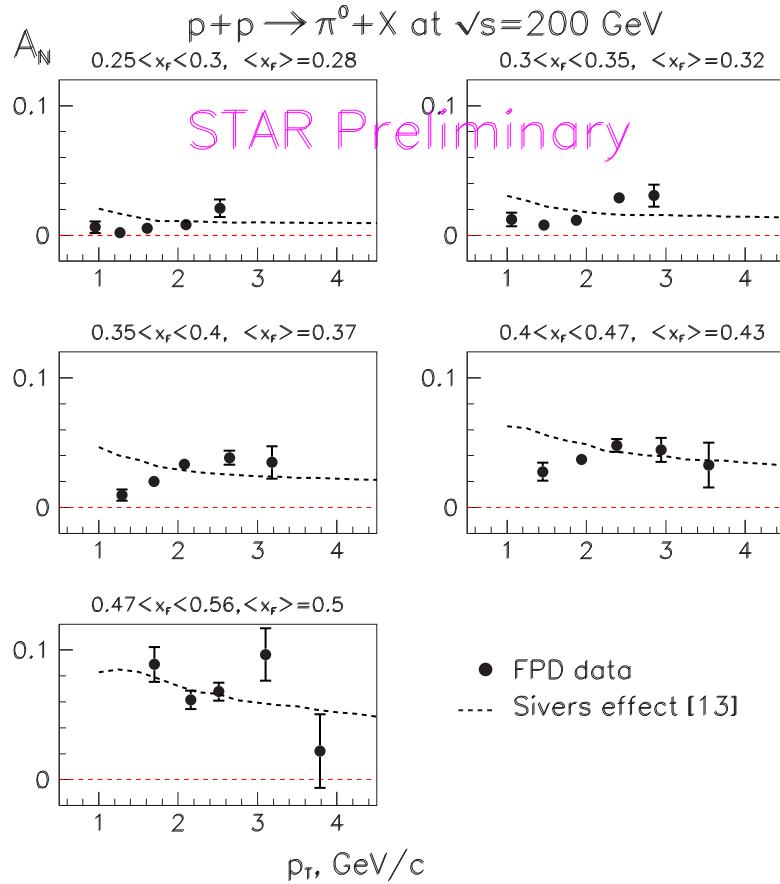 p+p → π⁰+X at √s=200 GeV
A_N
0.25<x_F<0.3, <x_F>=0.28
0.3<x_F<0.35, <x_F>=0.32
0.1
0
1 2 3 4
0.1
0
1 2 3 4
STAR Preliminary
0.35<x_F<0.4, <x_F>=0.37
0.4<x_F<0.47, <x_F>=0.43
0.1
0
1 2 3 4
0.1
0
1 2 3 4
0.47<x_F<0.56,<x_F>=0.5
0.1
0
1 2 3 4
FPD data
Sivers effect [13]
p_T, GeV/c